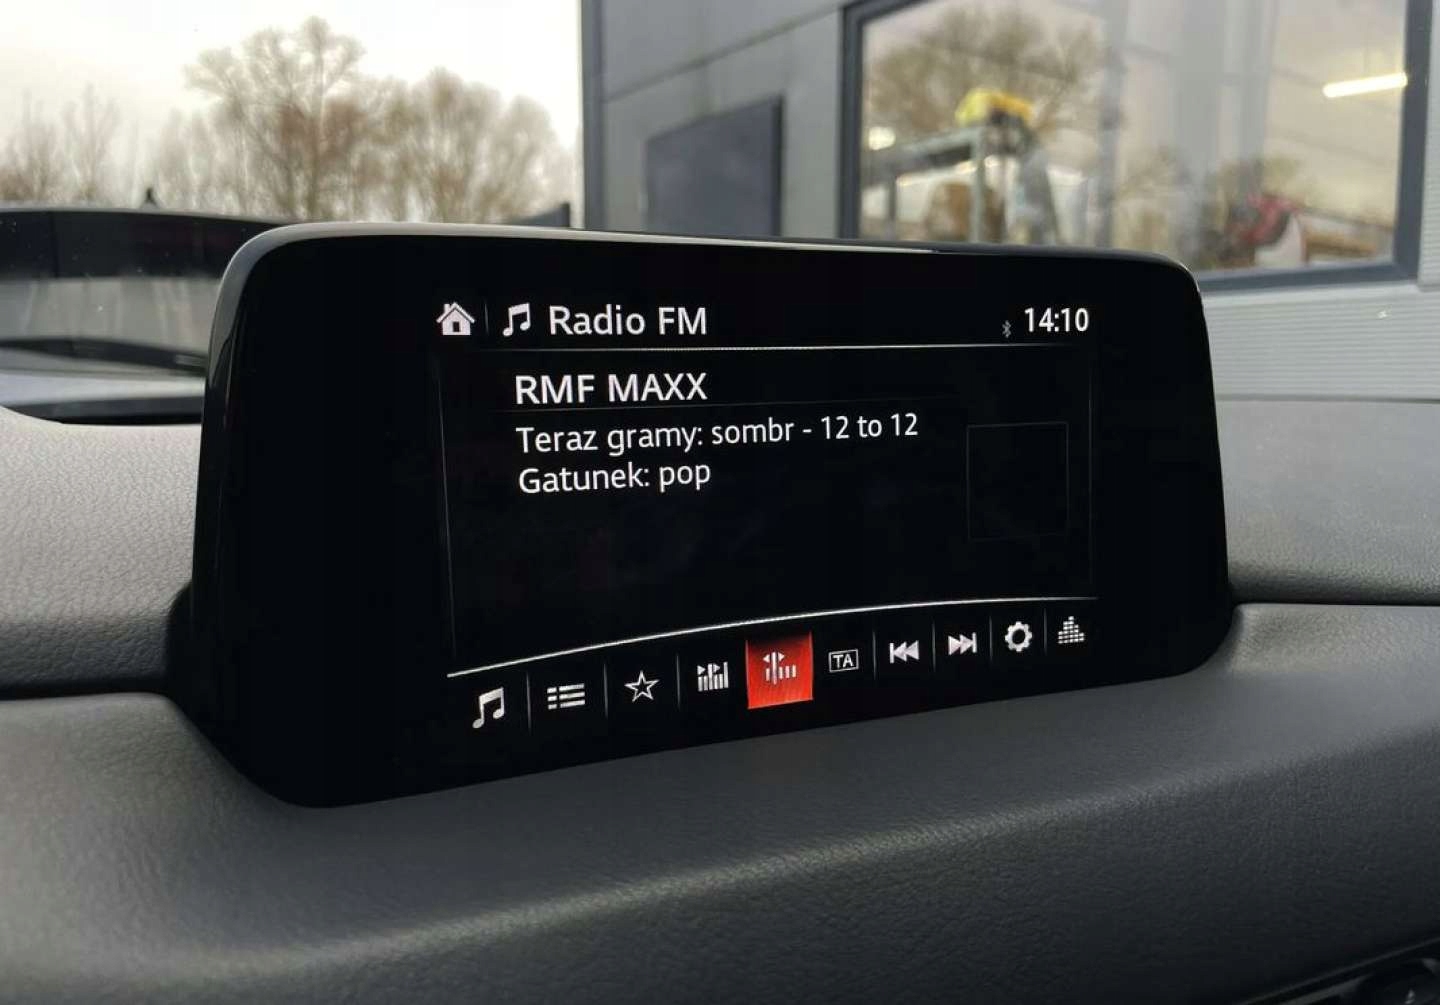 Radio FM
14:10
RMF MAXX
Teraz gramy: sombr - 12 to 12
Gatunek: pop
TA